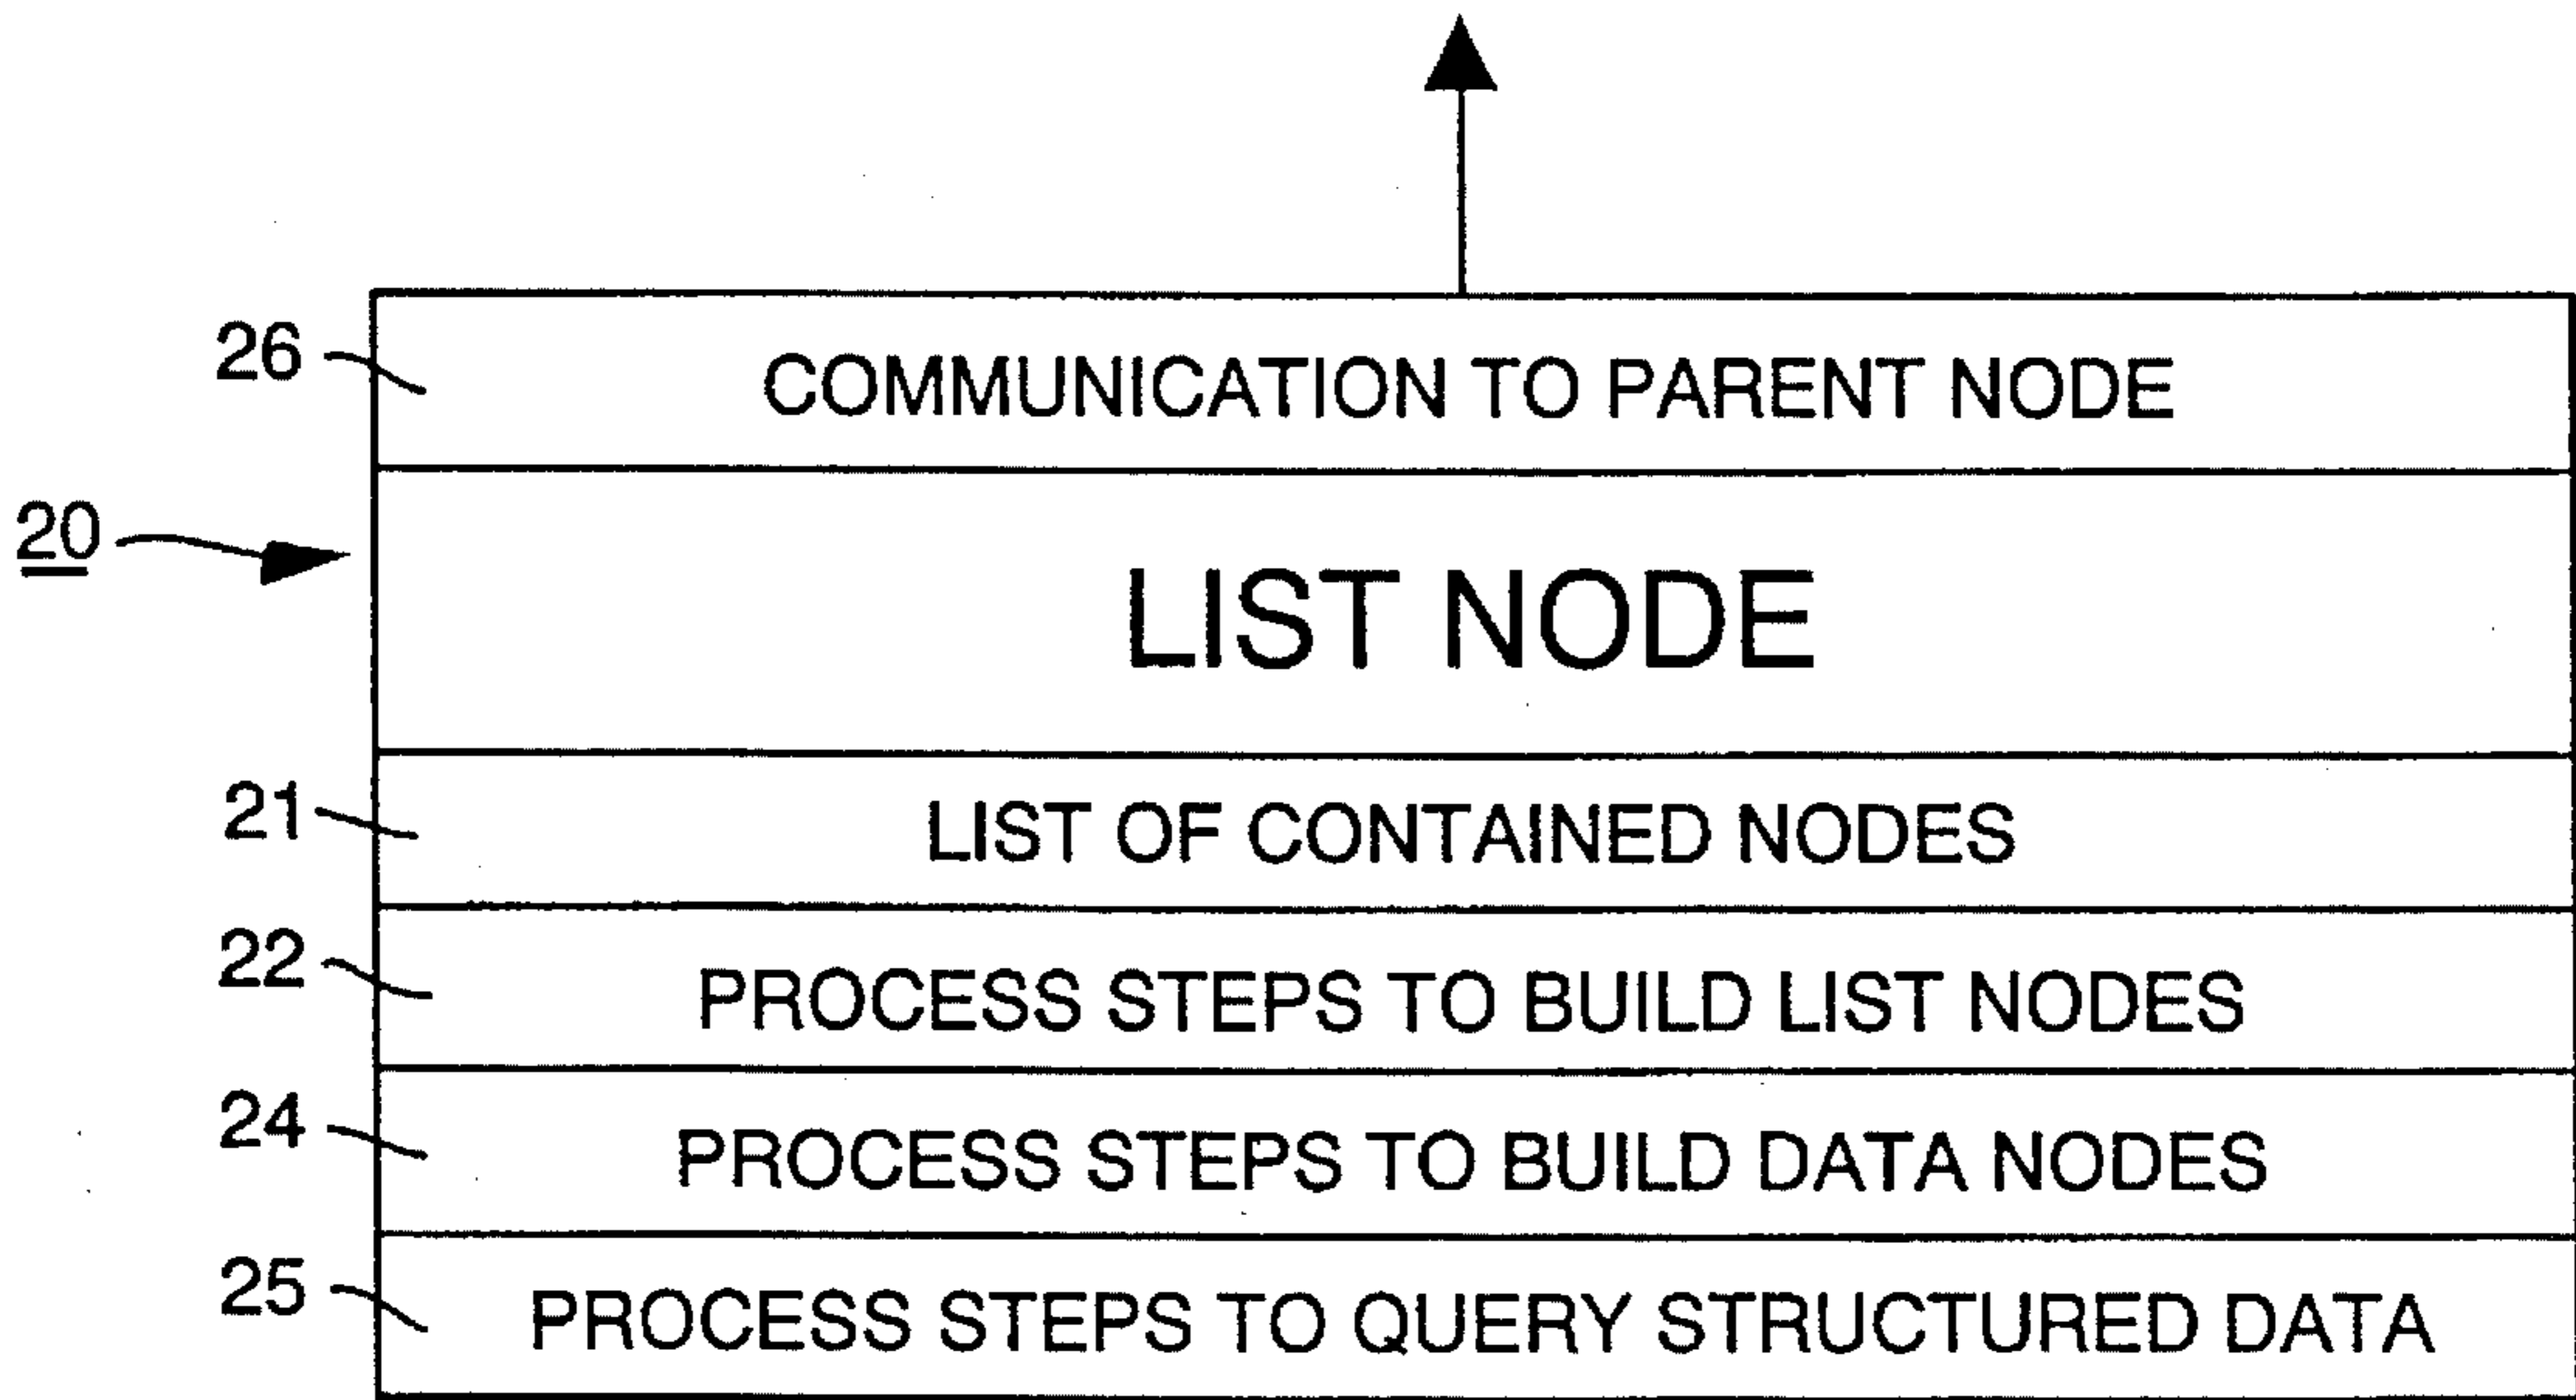 26 COMMUNICATION TO PARENT NODE
20 LIST NODE
21 LIST OF CONTAINED NODES
22 PROCESS STEPS TO BUILD LIST NODES
24 PROCESS STEPS TO BUILD DATA NODES
25 PROCESS STEPS TO QUERY STRUCTURED DATA